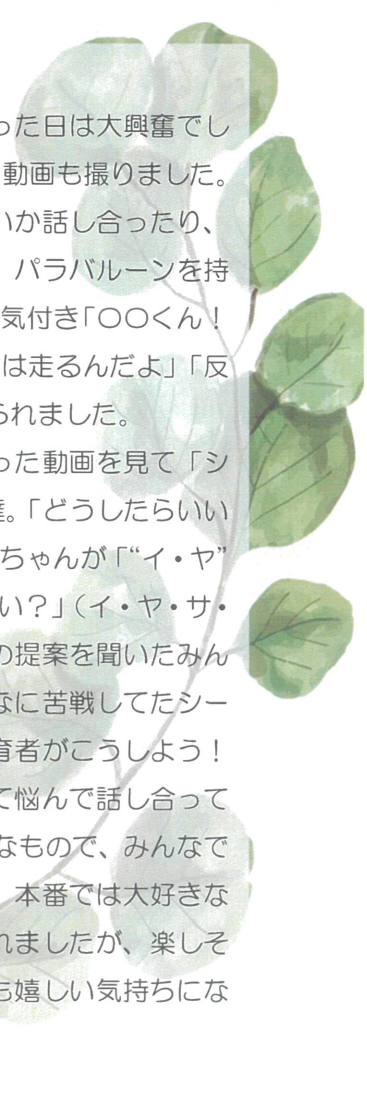 った日は大興奮でし
動画も撮りました。
いか話し合ったり、
パラバルーンを持
気付き「〇〇くん！
は走るんだよ」「反
られました。
った動画を見て「シ
。「どうしたらいい
ちゃんが「“イ・ヤ”
い？」（イ・ヤ・サ・
の提案を聞いたみん
なに苦戦してたシー
育者がこうしよう！
て悩んで話し合って
なもので、みんなで
本番では大好きな
れましたが、楽しそ
も嬉しい気持ちにな